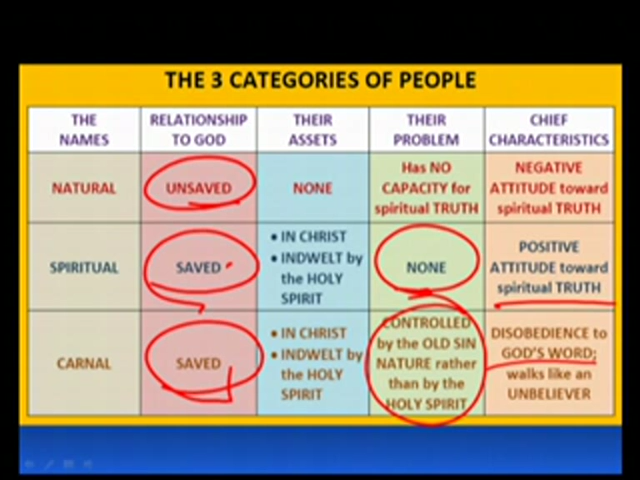 THE 3 CATEGORIES OF PEOPLE
THE
NAMES
RELATIONSHIP
TO GOD
THEIR
ASSETS
THEIR
PROBLEM
CHIEF
CHARACTERISTICS
NATURAL
UNSAVED
NONE
Has NO
CAPACITY for
spiritual TRUTH
NEGATIVE
ATTITUDE toward
spiritual TRUTH
SPIRITUAL
SAVED
• IN CHRIST
• INDWELT by
the HOLY
SPIRIT
NONE
POSITIVE
ATTITUDE toward
spiritual TRUTH
CARNAL
SAVED
• IN CHRIST
• INDWELT by
the HOLY
SPIRIT
CONTROLLED
by the OLD SIN
NATURE rather
than by the
HOLY SPIRIT
DISOBEDIENCE to
GOD'S WORD;
walks like an
UNBELIEVER